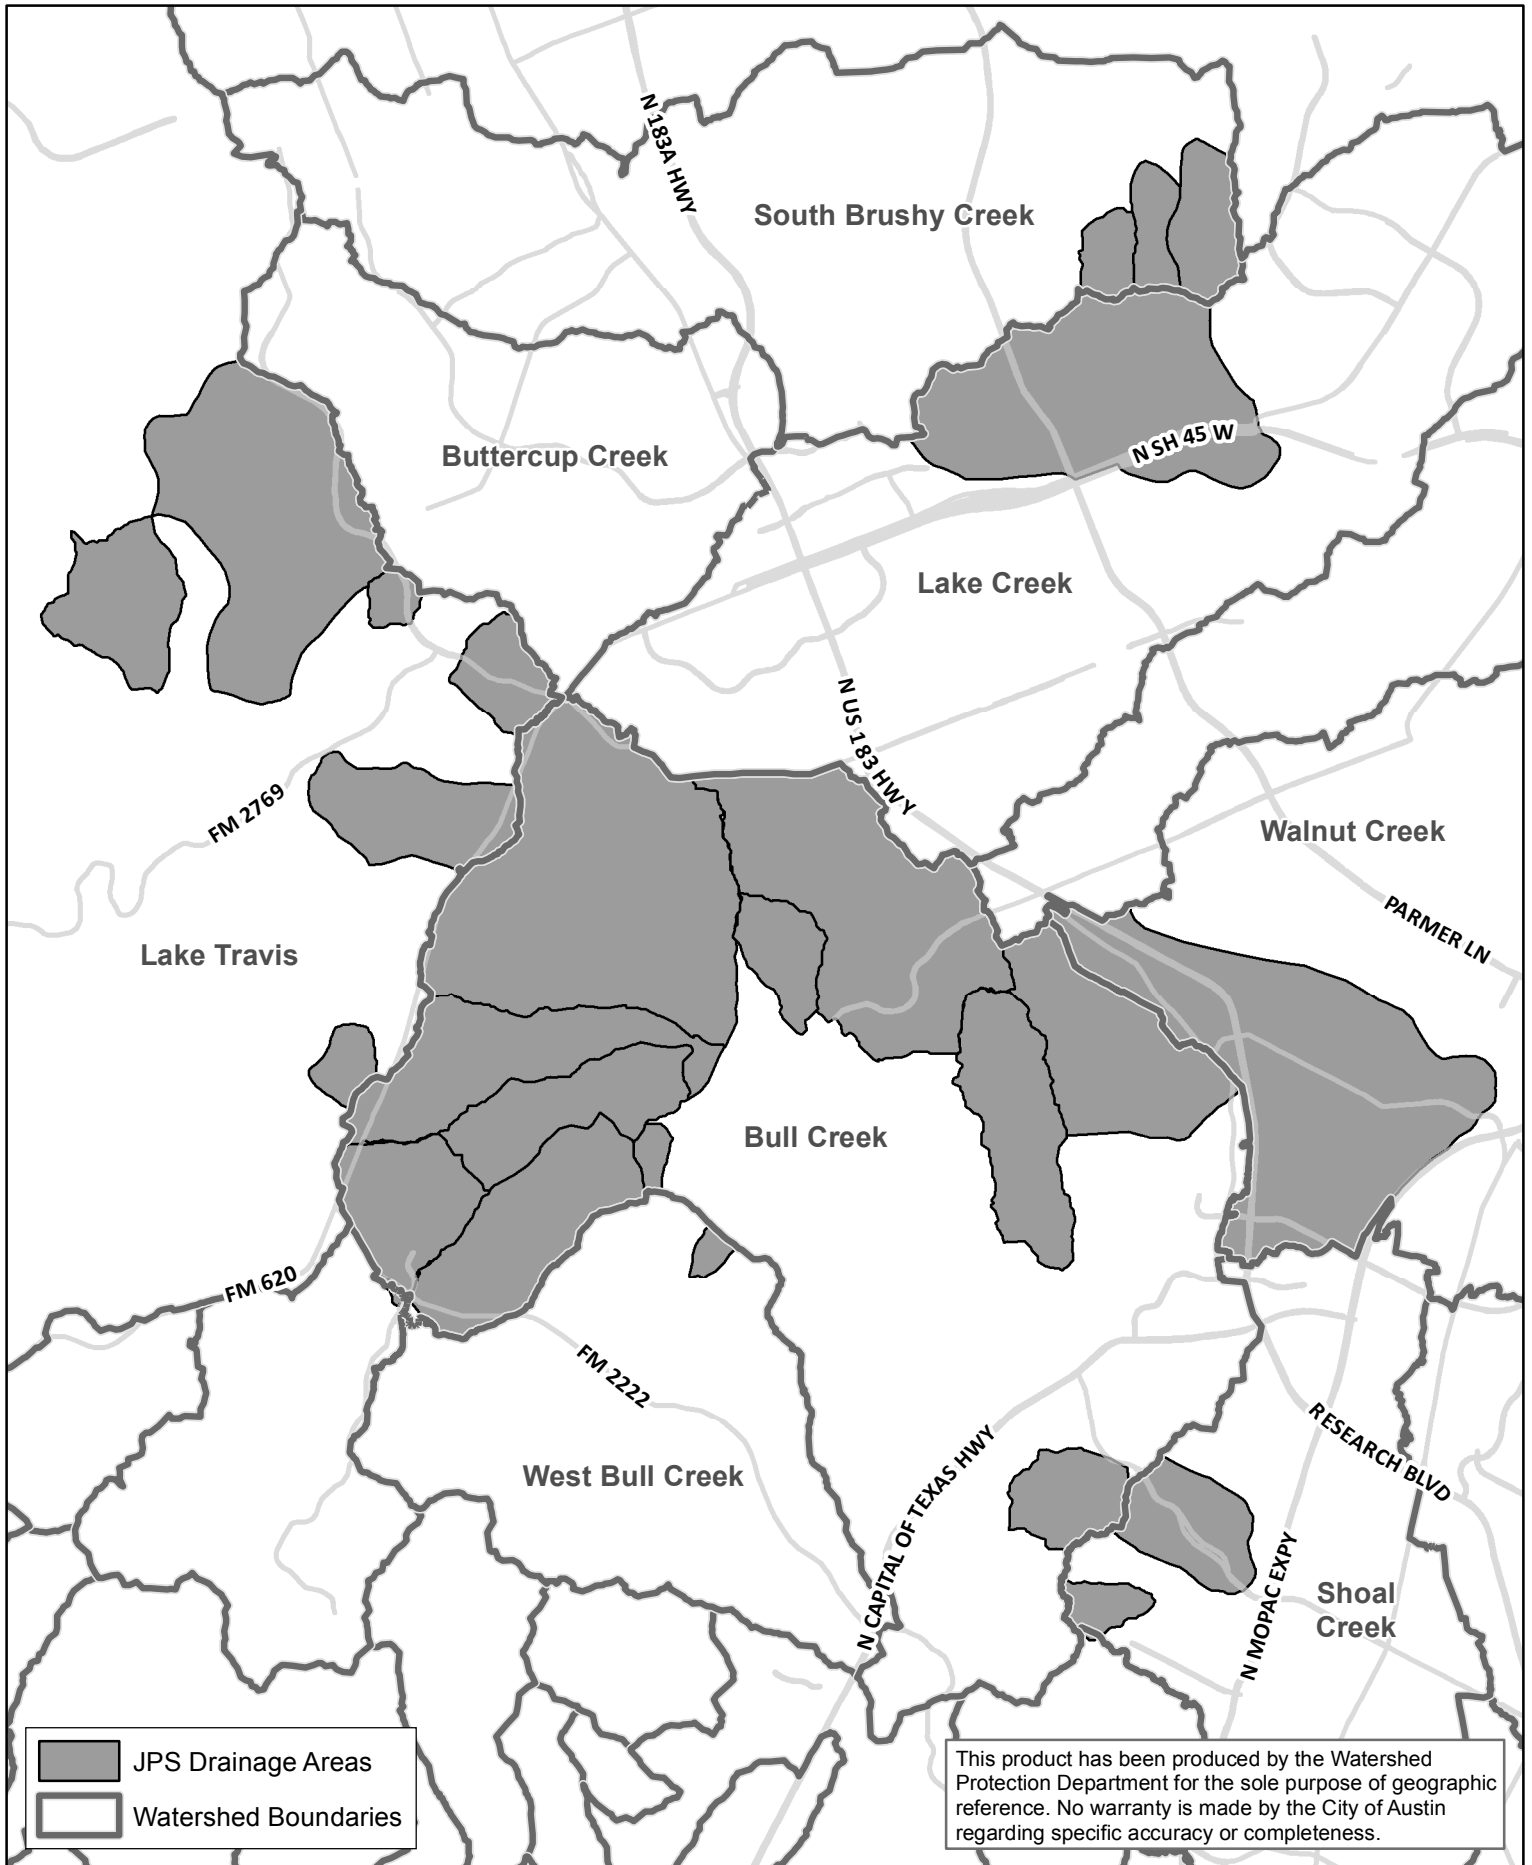 N 183A HWY
South Brushy Creek
Buttercup Creek
N SH 45 W
Lake Creek
N US 183 HWY
FM 2769
Walnut Creek
PARMER LN
Lake Travis
Bull Creek
FM 620
FM 2222
West Bull Creek
N CAPITAL OF TEXAS HWY
RESEARCH BLVD
N MOPAC EXPY
Shoal
Creek
JPS Drainage Areas
Watershed Boundaries
This product has been produced by the Watershed
Protection Department for the sole purpose of geographic
reference. No warranty is made by the City of Austin
regarding specific accuracy or completeness.